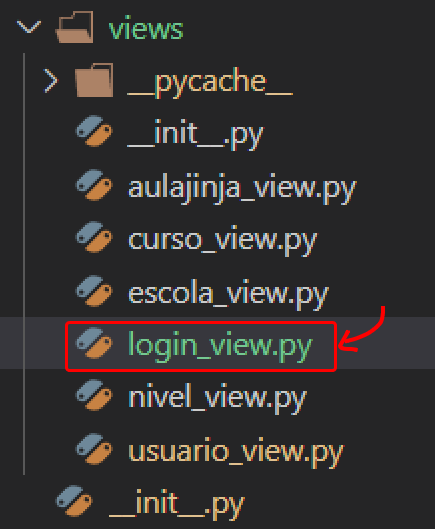 views
__pycache__
__init__.py
aulajinja_view.py
curso_view.py
escola_view.py
login_view.py
nivel_view.py
usuario_view.py
__init__.py